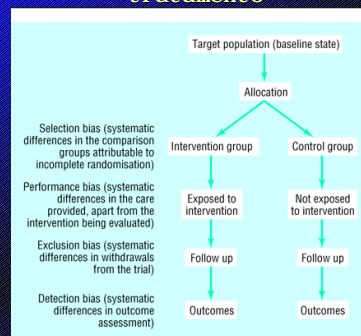 treatments
Target population (baseline state)
Allocation
Selection bias (systematic
differences in the comparison
groups attributable to
incomplete randomisation)
Intervention group
Control group
Performance bias (systematic
differences in the care
provided, apart from the
intervention being evaluated)
Exposed to
intervention
Not exposed
to intervention
Exclusion bias (systematic
differences in withdrawals
from the trial)
Follow up
Follow up
Detection bias (systematic
differences in outcome
assessment)
Outcomes
Outcomes